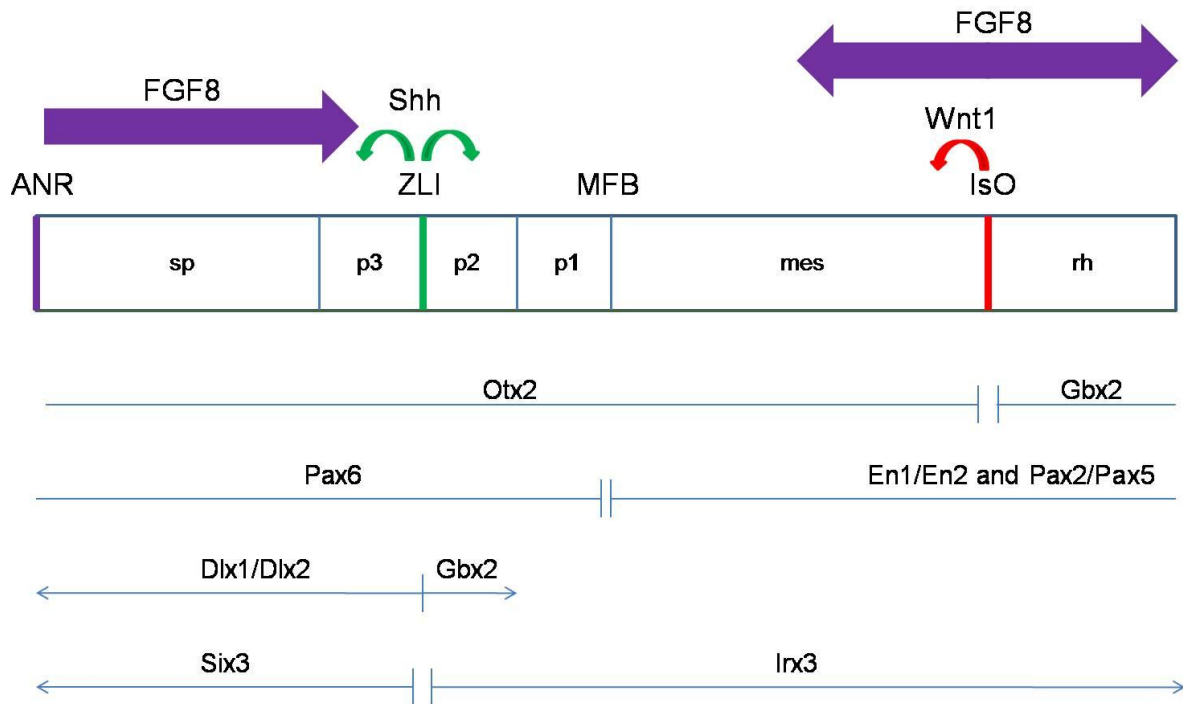 FGF8
FGF8
Shh
Wnt1
ANR
ZLI
MFB
IsO
sp
p3
p2
p1
mes
rh
Otx2
Gbx2
Pax6
En1/En2 and Pax2/Pax5
Dlx1/Dlx2
Gbx2
Six3
Irx3